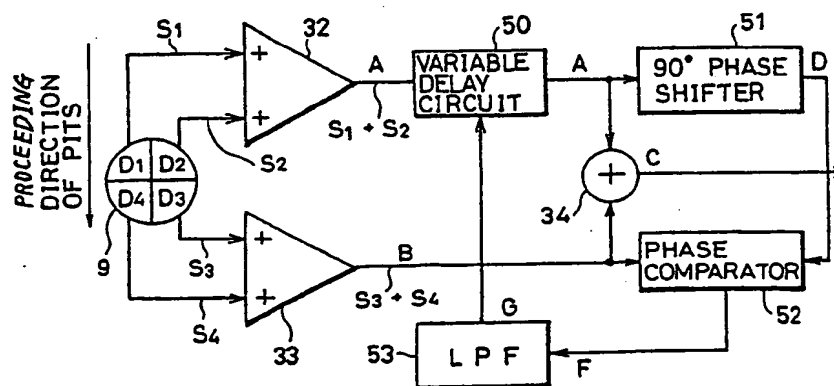 PROCEEDING
DIRECTION
OF PITS
S1
S2
D1 D2
D4 D3
9
S3
S4
+
+
32
+
+
33
A
S1 + S2
50
VARIABLE
DELAY
CIRCUIT
A
51
90° PHASE
SHIFTER
D
+
C
34
B
S3 + S4
G
PHASE
COMPARATOR
52
53
LPF
F